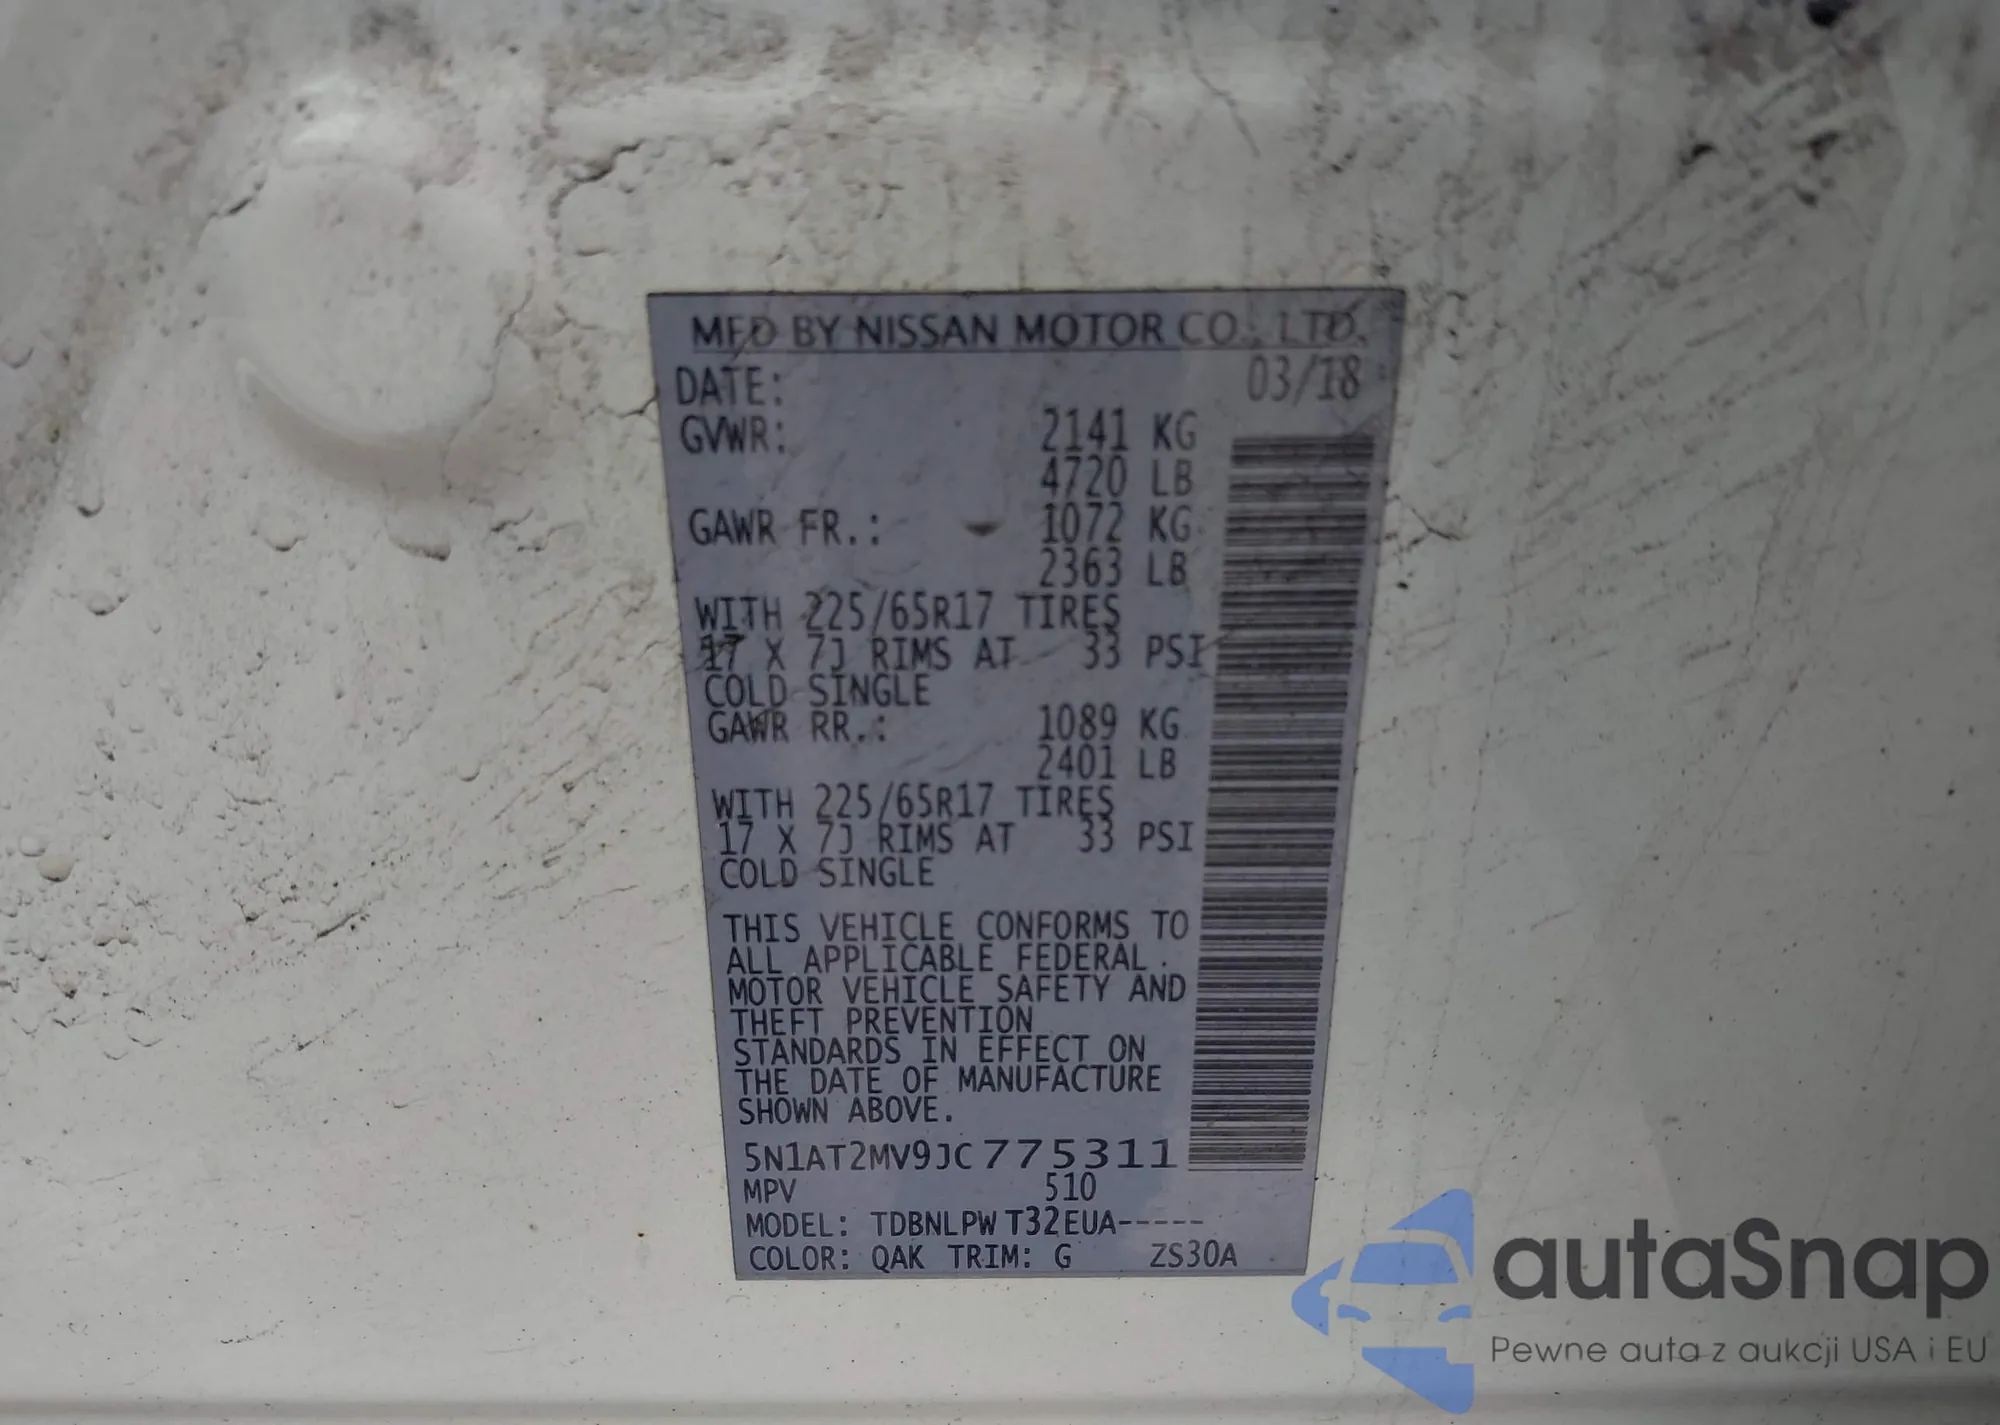 MFD BY NISSAN MOTOR CO., LTD.
DATE: 03/18
GVWR: 2141 KG
4720 LB
GAWR FR.: 1072 KG
2363 LB
WITH 225/65R17 TIRES
17 X 7J RIMS AT 33 PSI
COLD SINGLE
GAWR RR.: 1089 KG
2401 LB
WITH 225/65R17 TIRES
17 X 7J RIMS AT 33 PSI
COLD SINGLE
THIS VEHICLE CONFORMS TO
ALL APPLICABLE FEDERAL
MOTOR VEHICLE SAFETY AND
THEFT PREVENTION
STANDARDS IN EFFECT ON
THE DATE OF MANUFACTURE
SHOWN ABOVE.
5N1AT2MV9JC775311
MPV 510
MODEL: TDBNLPW T32EUA-----
COLOR: QAK TRIM: G ZS30A
autaSnap
Pewne auta z aukcji USA i EU